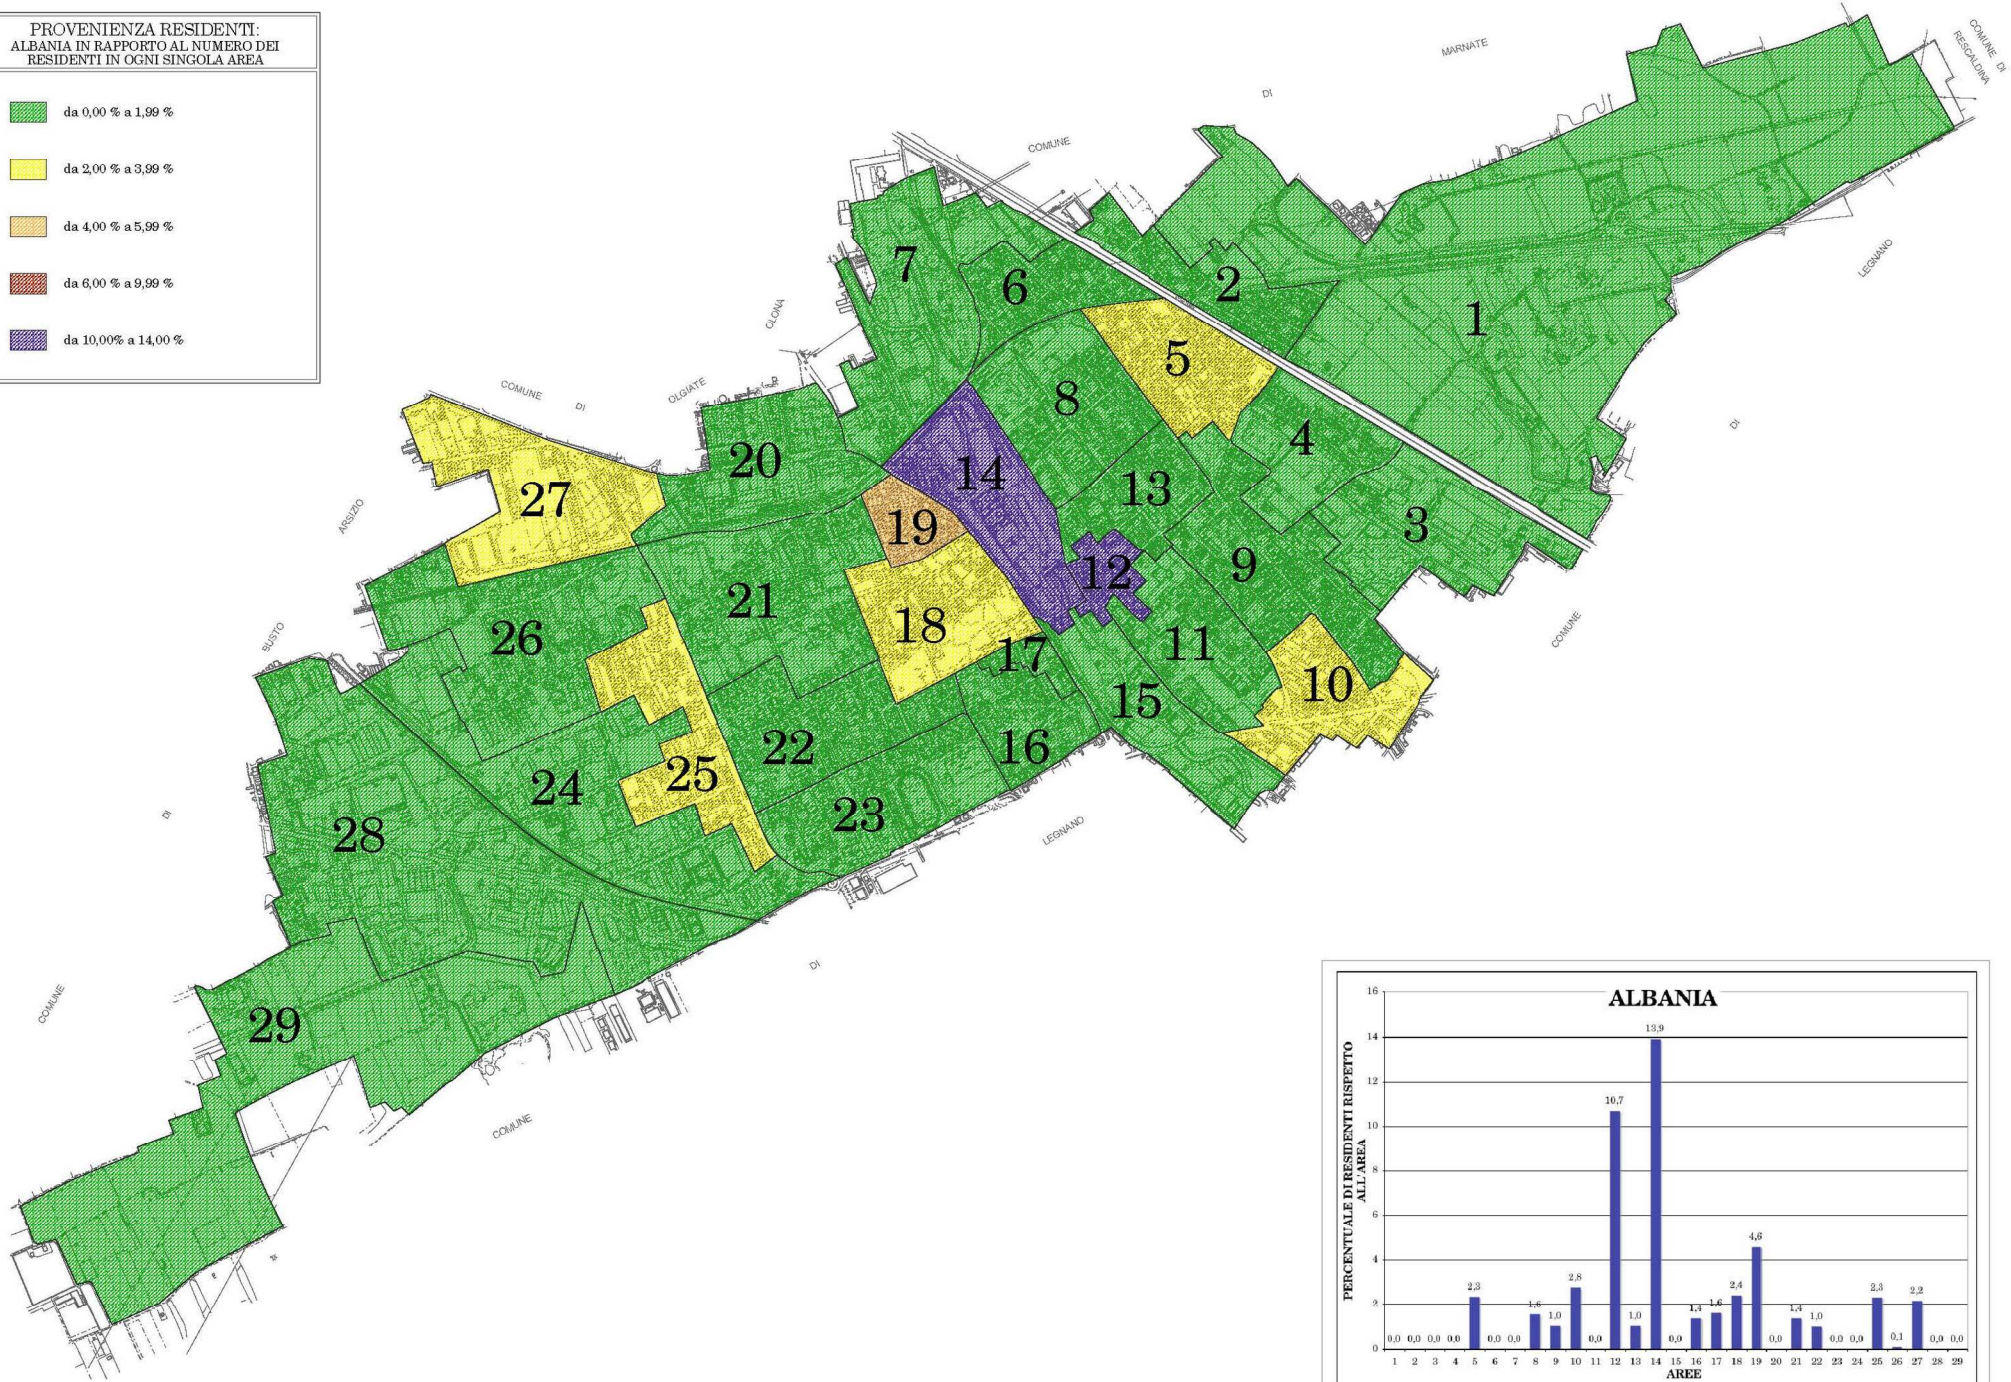 PROVENIENZA RESIDENTI:
ALBANIA IN RAPPORTO AL NUMERO DEI
RESIDENTI IN OGNI SINGOLA AREA
da 0,00 % a 1,99 %
da 2,00 % a 3,99 %
da 4,00 % a 5,99 %
da 6,00 % a 9,99 %
da 10,00% a 14,00 %
COMUNE DI
RESCALDINA
MARNATE
DI
COMUNE
LEGNANO
DI
COMUNE
OLONA
OLGIATE
DI
COMUNE
ARSIZIO
BUSTO
DI
COMUNE
LEGNANO
DI
COMUNE
1
2
3
4
5
6
7
8
9
10
11
12
13
14
15
16
17
18
19
20
21
22
23
24
25
26
27
28
29
ALBANIA
PERCENTUALE DI RESIDENTI RISPETTO
ALL'AREA
16
14
12
10
8
6
4
2
0
0,0 0,0 0,0 0,0 2,3 0,0 0,0 1,6 1,0 2,8 0,0 10,7 1,0 13,9 0,0 1,4 1,6 2,4 4,6 0,0 1,4 1,0 0,0 0,0 2,3 0,1 2,2 0,0 0,0
1 2 3 4 5 6 7 8 9 10 11 12 13 14 15 16 17 18 19 20 21 22 23 24 25 26 27 28 29
AREE